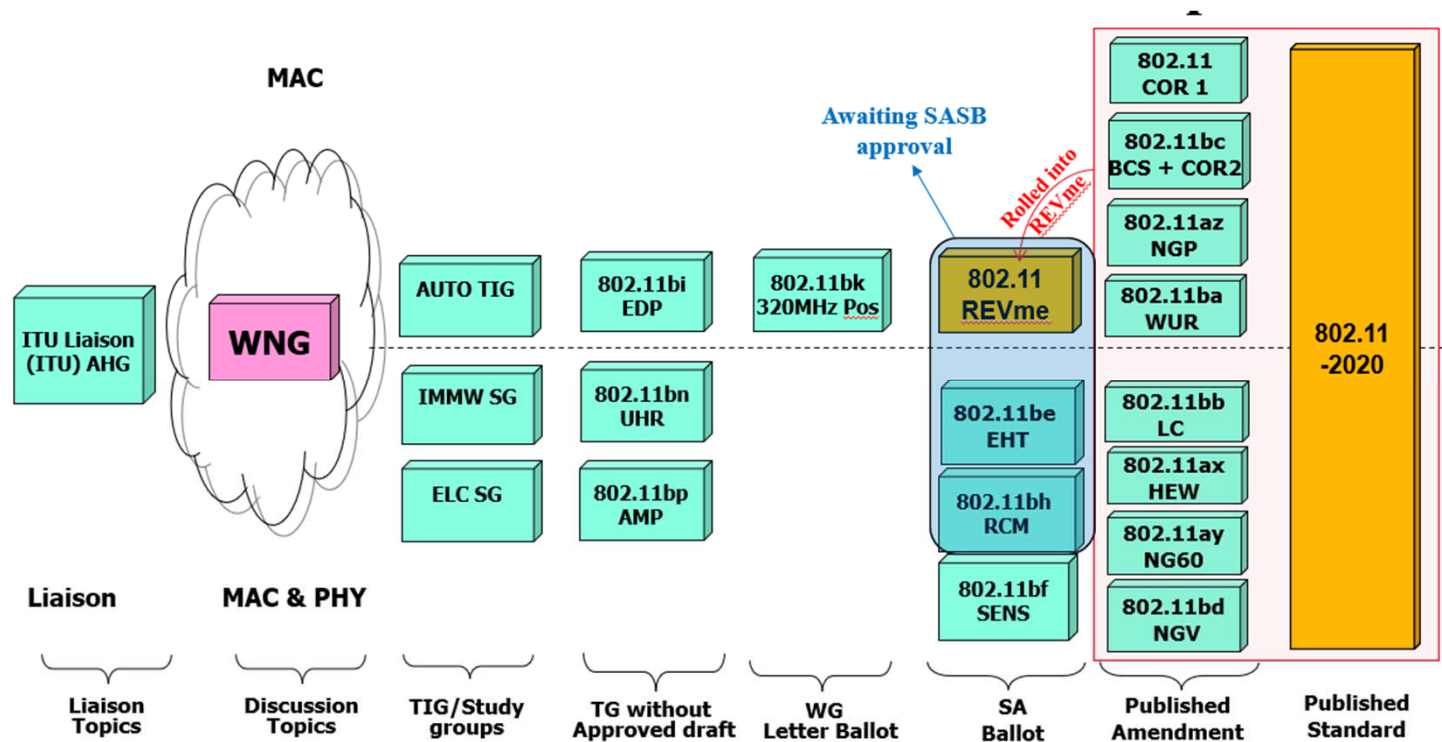 MAC
Awaiting SASB
approval
Rolled into
REVme
802.11
COR 1
802.11bc
BCS + COR2
802.11az
NGP
802.11ba
WUR
802.11
-2020
ITU Liaison
(ITU) AHG
WNG
AUTO TIG
802.11bi
EDP
802.11bk
320MHz Pos
802.11
REVme
IMMW SG
802.11bn
UHR
802.11be
EHT
802.11bb
LC
802.11ax
HEW
ELC SG
802.11bp
AMP
802.11bh
RCM
802.11ay
NG60
802.11bf
SENS
802.11bd
NGV
Liaison
MAC & PHY
Liaison
Topics
Discussion
Topics
TIG/Study
groups
TG without
Approved draft
WG
Letter Ballot
SA
Ballot
Published
Amendment
Published
Standard